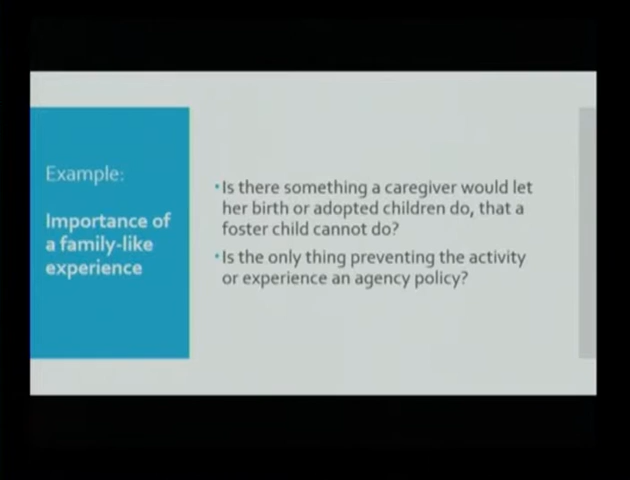 Example:
Importance of
a family-like
experience
• Is there something a caregiver would let
her birth or adopted children do, that a
foster child cannot do?
• Is the only thing preventing the activity
or experience an agency policy?